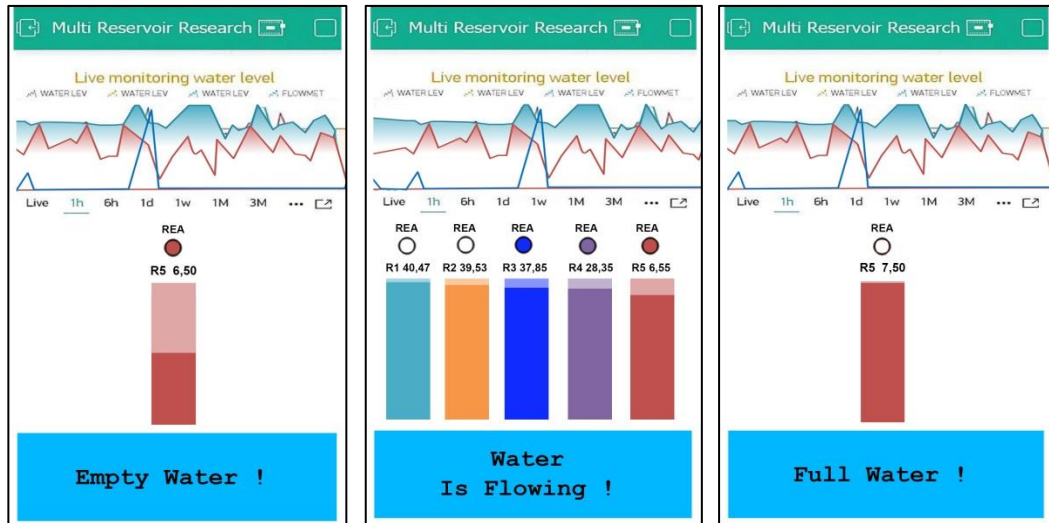 Multi Reservoir Research
Live monitoring water level
WATER LEV WATER LEV WATER LEV FLOWMET
Live 1h 6h 1d 1w 1M 3M ...
REA
R5 6,50
Empty Water !
Multi Reservoir Research
Live monitoring water level
WATER LEV WATER LEV WATER LEV FLOWMET
Live 1h 6h 1d 1w 1M 3M ...
REA REA REA REA REA
R1 40,47 R2 39,53 R3 37,85 R4 28,35 R5 6,55
Water
Is Flowing !
Multi Reservoir Research
Live monitoring water level
WATER LEV WATER LEV WATER LEV FLOWMET
Live 1h 6h 1d 1w 1M 3M ...
REA
R5 7,50
Full Water !